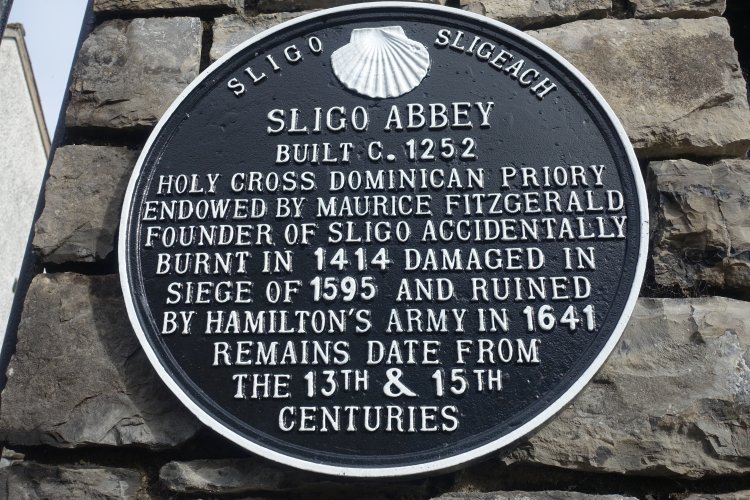 SLIGO SLIGEACH
SLIGO ABBEY
BUILT C. 1252
HOLY CROSS DOMINICAN PRIORY
ENDOWED BY MAURICE FITZGERALD
FOUNDER OF SLIGO ACCIDENTALLY
BURNT IN 1414 DAMAGED IN
SIEGE OF 1595 AND RUINED
BY HAMILTON'S ARMY IN 1641
REMAINS DATE FROM
THE 13TH & 15TH
CENTURIES